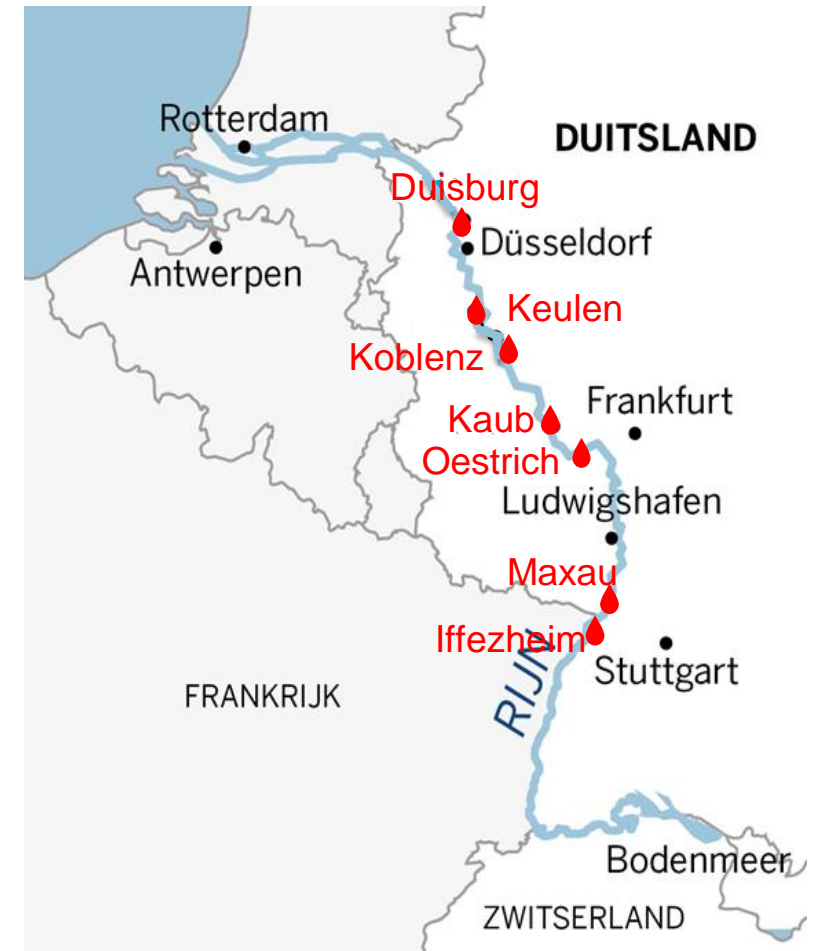 Rotterdam
DUITSLAND
Duisburg
Düsseldorf
Antwerpen
Keulen
Koblenz
Frankfurt
Kaub
Oestrich
Ludwigshafen
Maxau
Iffezheim
Stuttgart
RIJN
FRANKRIJK
Bodenmeer
ZWITSERLAND